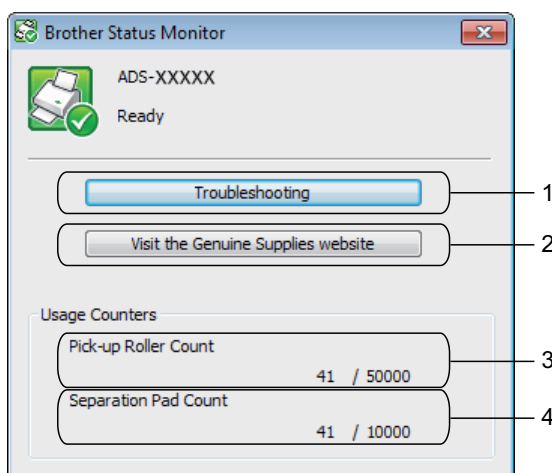 Brother Status Monitor
ADS-XXXXX
Ready
Troubleshooting
1
Visit the Genuine Supplies website
2
Usage Counters
Pick-up Roller Count
41 / 50000
3
Separation Pad Count
41 / 10000
4